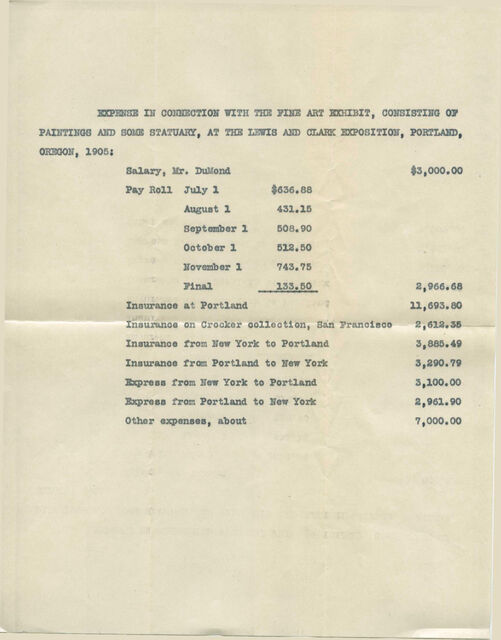 EXPENSE IN CONNECTION WITH THE FINE ART EXHIBIT, CONSISTING OF
PAINTINGS AND SOME STATUARY, AT THE LEWIS AND CLARK EXPOSITION, PORTLAND,
OREGON, 1905:
Salary, Mr. DuMond $3,000.00
Pay Roll July 1 $636.88
August 1 431.15
September 1 508.90
October 1 512.50
November 1 743.75
Final 133.50 2,966.68
Insurance at Portland 11,693.80
Insurance on Crocker collection, San Francisco 2,612.35
Insurance from New York to Portland 3,885.49
Insurance from Portland to New York 3,290.79
Express from New York to Portland 3,100.00
Express from Portland to New York 2,961.90
Other expenses, about 7,000.00